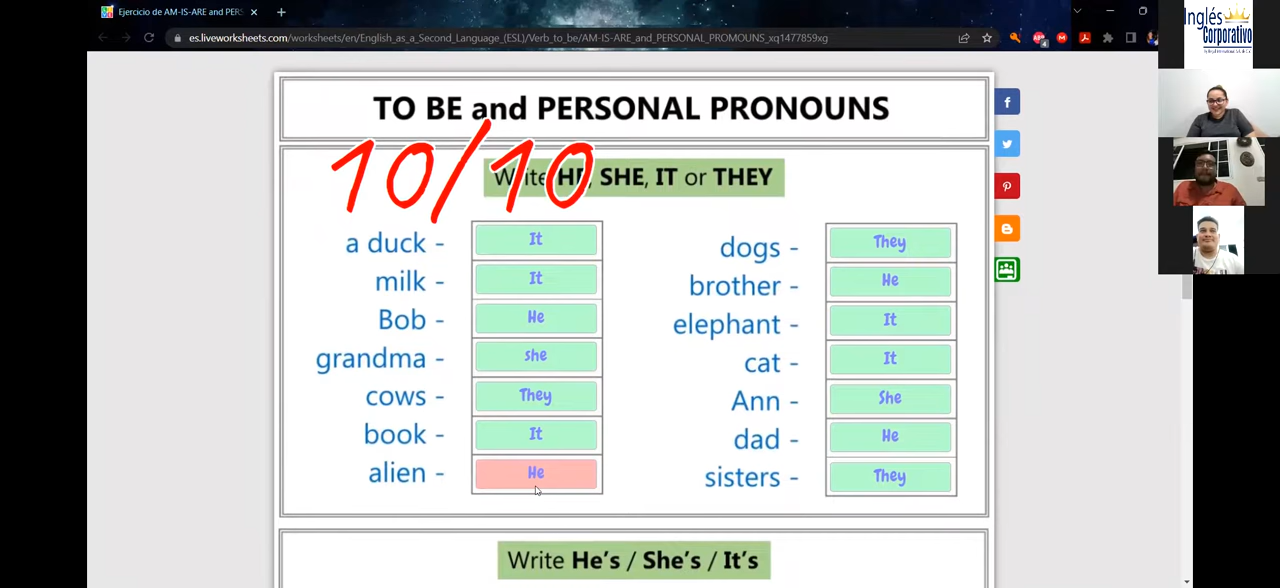 Ejercicio de AM-IS-ARE and PER
es.liveworksheets.com/worksheets/en/English_as_a_Second_Language_(ESL)/Verb_to_be/AM-IS-ARE_and_PERSONAL_PROMOUNS_xq1477859xg
Inglés
Corporativo
TO BE and PERSONAL PRONOUNS
10/10
Write HE, SHE, IT or THEY
a duck - It
milk - It
Bob - He
grandma - she
cows - They
book - It
alien - He
dogs - They
brother - He
elephant - It
cat - It
Ann - She
dad - He
sisters - They
Write He's / She's / It's